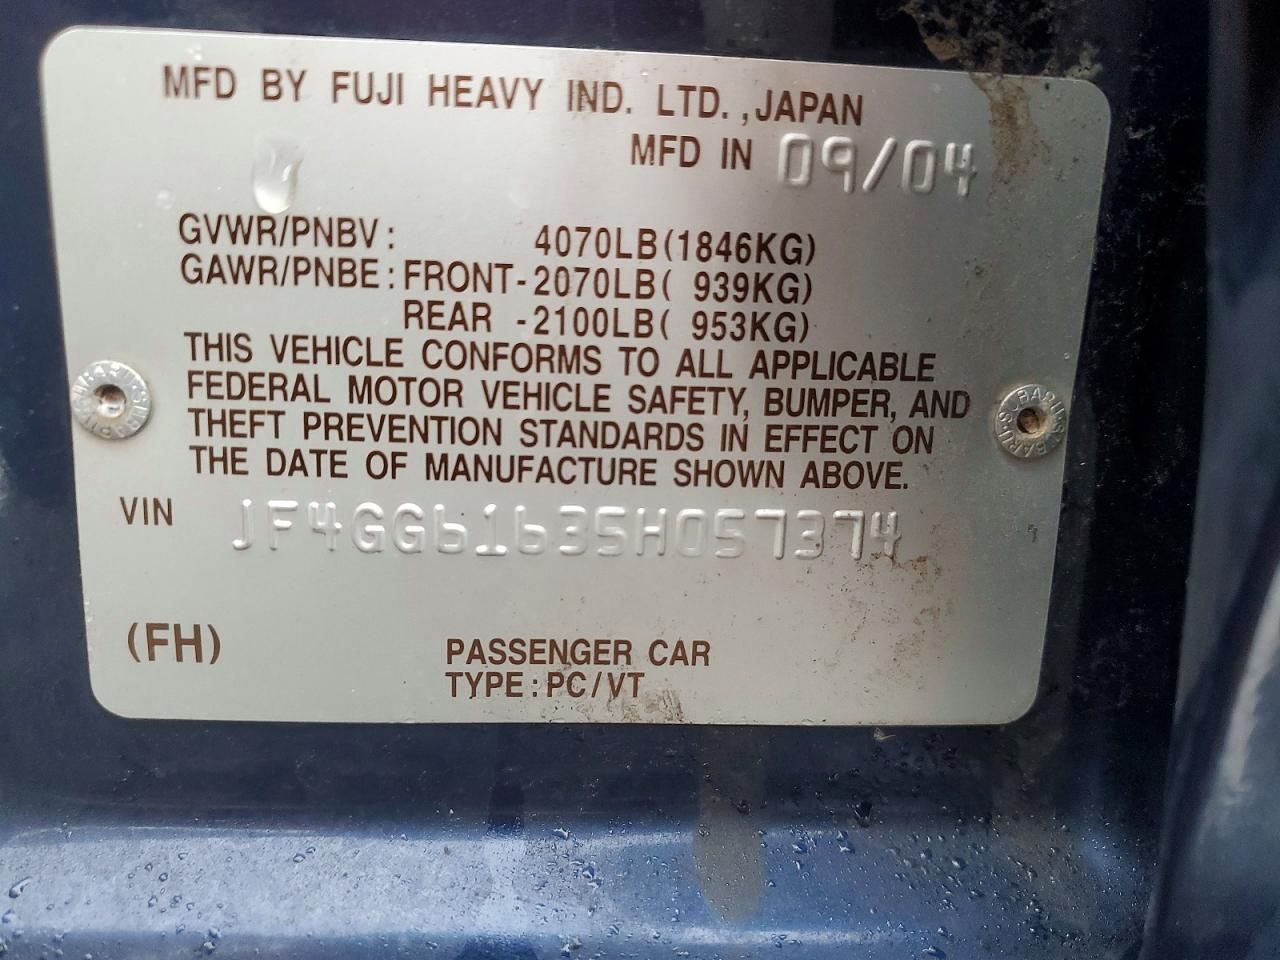 MFD BY FUJI HEAVY IND. LTD., JAPAN
MFD IN 09/04
GVWR/PNBV: 4070LB(1846KG)
GAWR/PNBE: FRONT-2070LB( 939KG)
REAR -2100LB( 953KG)
THIS VEHICLE CONFORMS TO ALL APPLICABLE
FEDERAL MOTOR VEHICLE SAFETY, BUMPER, AND
THEFT PREVENTION STANDARDS IN EFFECT ON
THE DATE OF MANUFACTURE SHOWN ABOVE.
VIN JF4GG61635H057374
(FH)
PASSENGER CAR
TYPE: PC/VT